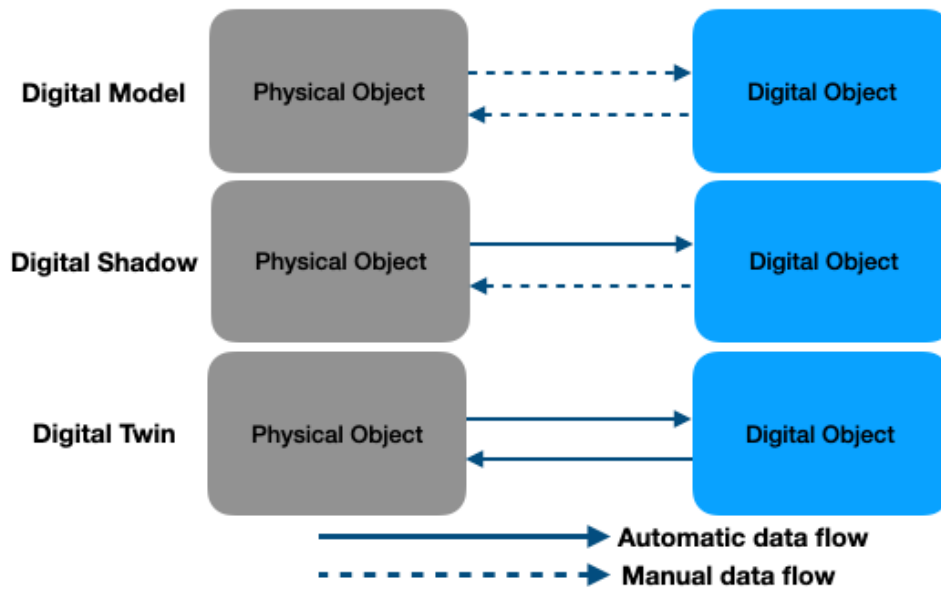 Digital Model
Physical Object
Digital Object
Digital Shadow
Physical Object
Digital Object
Digital Twin
Physical Object
Digital Object
Automatic data flow
Manual data flow